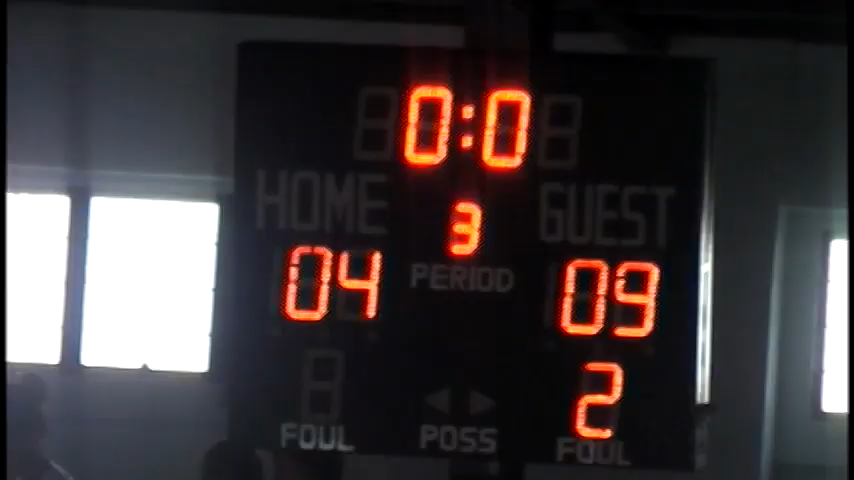 0:0
HOME 3 GUEST
04 PERIOD 09
2
FOUL POSS FOUL